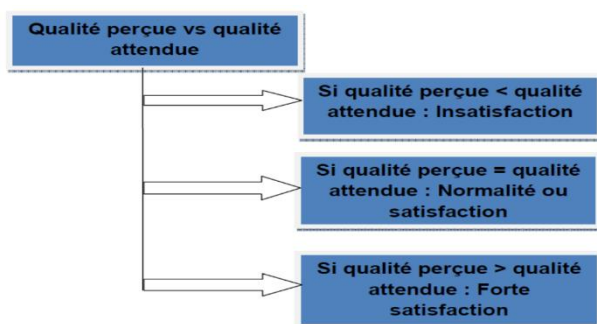 Qualité perçue vs qualité
attendue
Si qualité perçue < qualité
attendue : Insatisfaction
Si qualité perçue = qualité
attendue : Normalité ou
satisfaction
Si qualité perçue > qualité
attendue : Forte
satisfaction